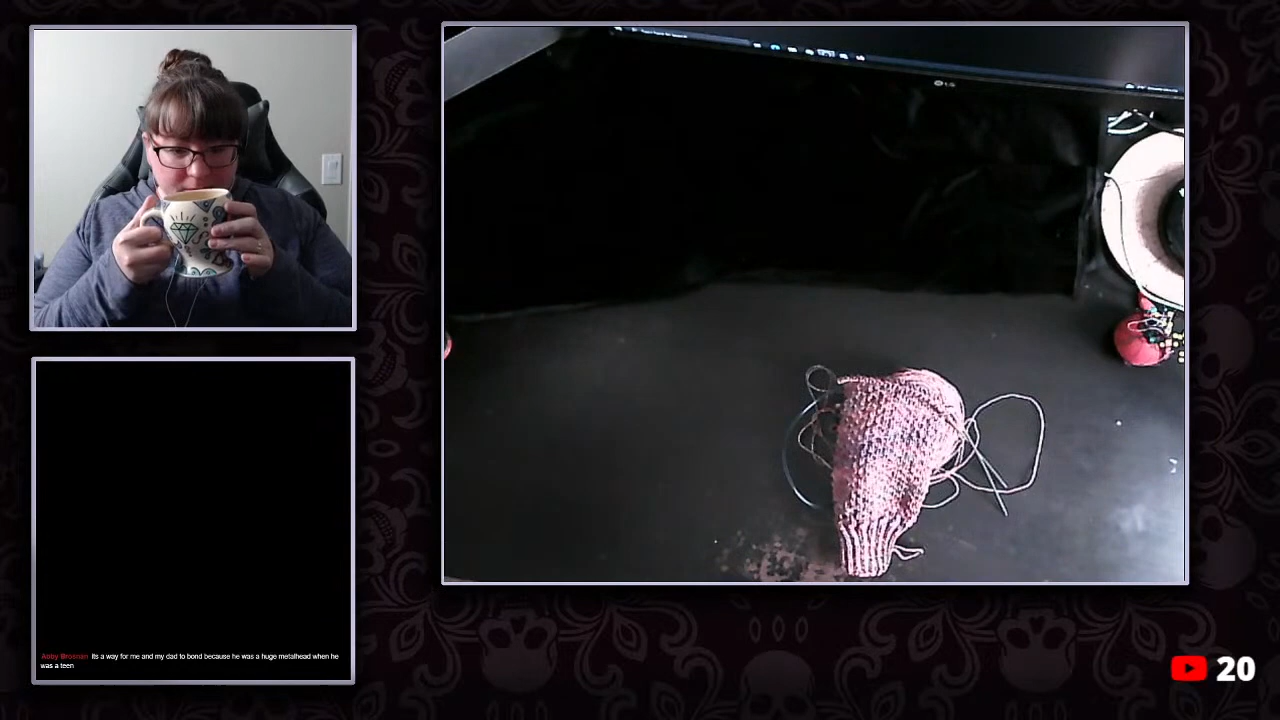 LG
Abby Brosnan Its a way for me and my dad to bond because he was a huge metalhead when he
was a teen
20